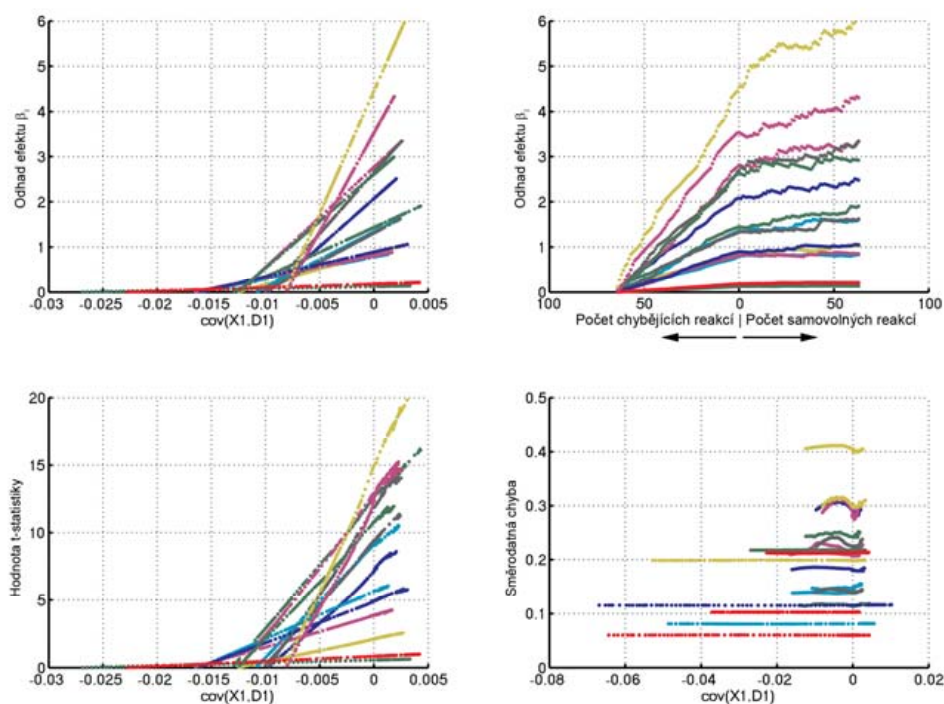 Odhad efektu βi
6
5
4
3
2
1
0
-0.03 -0.025 -0.02 -0.015 -0.01 -0.005 0 0.005
cov(X1.D1)
Odhad efektu βi
6
5
4
3
2
1
0
100 50 0 50 100
Počet chybějících reakcí | Počet samovolných reakcí
Hodnota t-statistiky
20
15
10
5
0
-0.03 -0.025 -0.02 -0.015 -0.01 -0.005 0 0.005
cov(X1.D1)
Směrodatná chyba
0.5
0.4
0.3
0.2
0.1
0
-0.08 -0.06 -0.04 -0.02 0 0.02
cov(X1.D1)